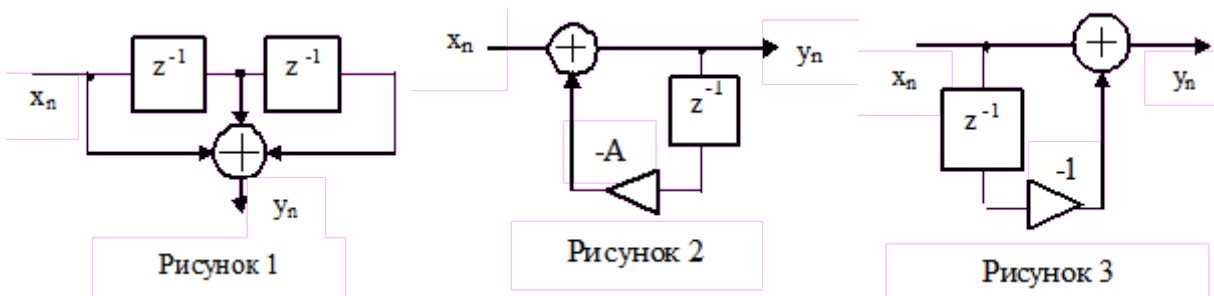 xₙ
z⁻¹
z⁻¹
yₙ
Рисунок 1
xₙ
yₙ
z⁻¹
-A
Рисунок 2
xₙ
yₙ
z⁻¹
-1
Рисунок 3